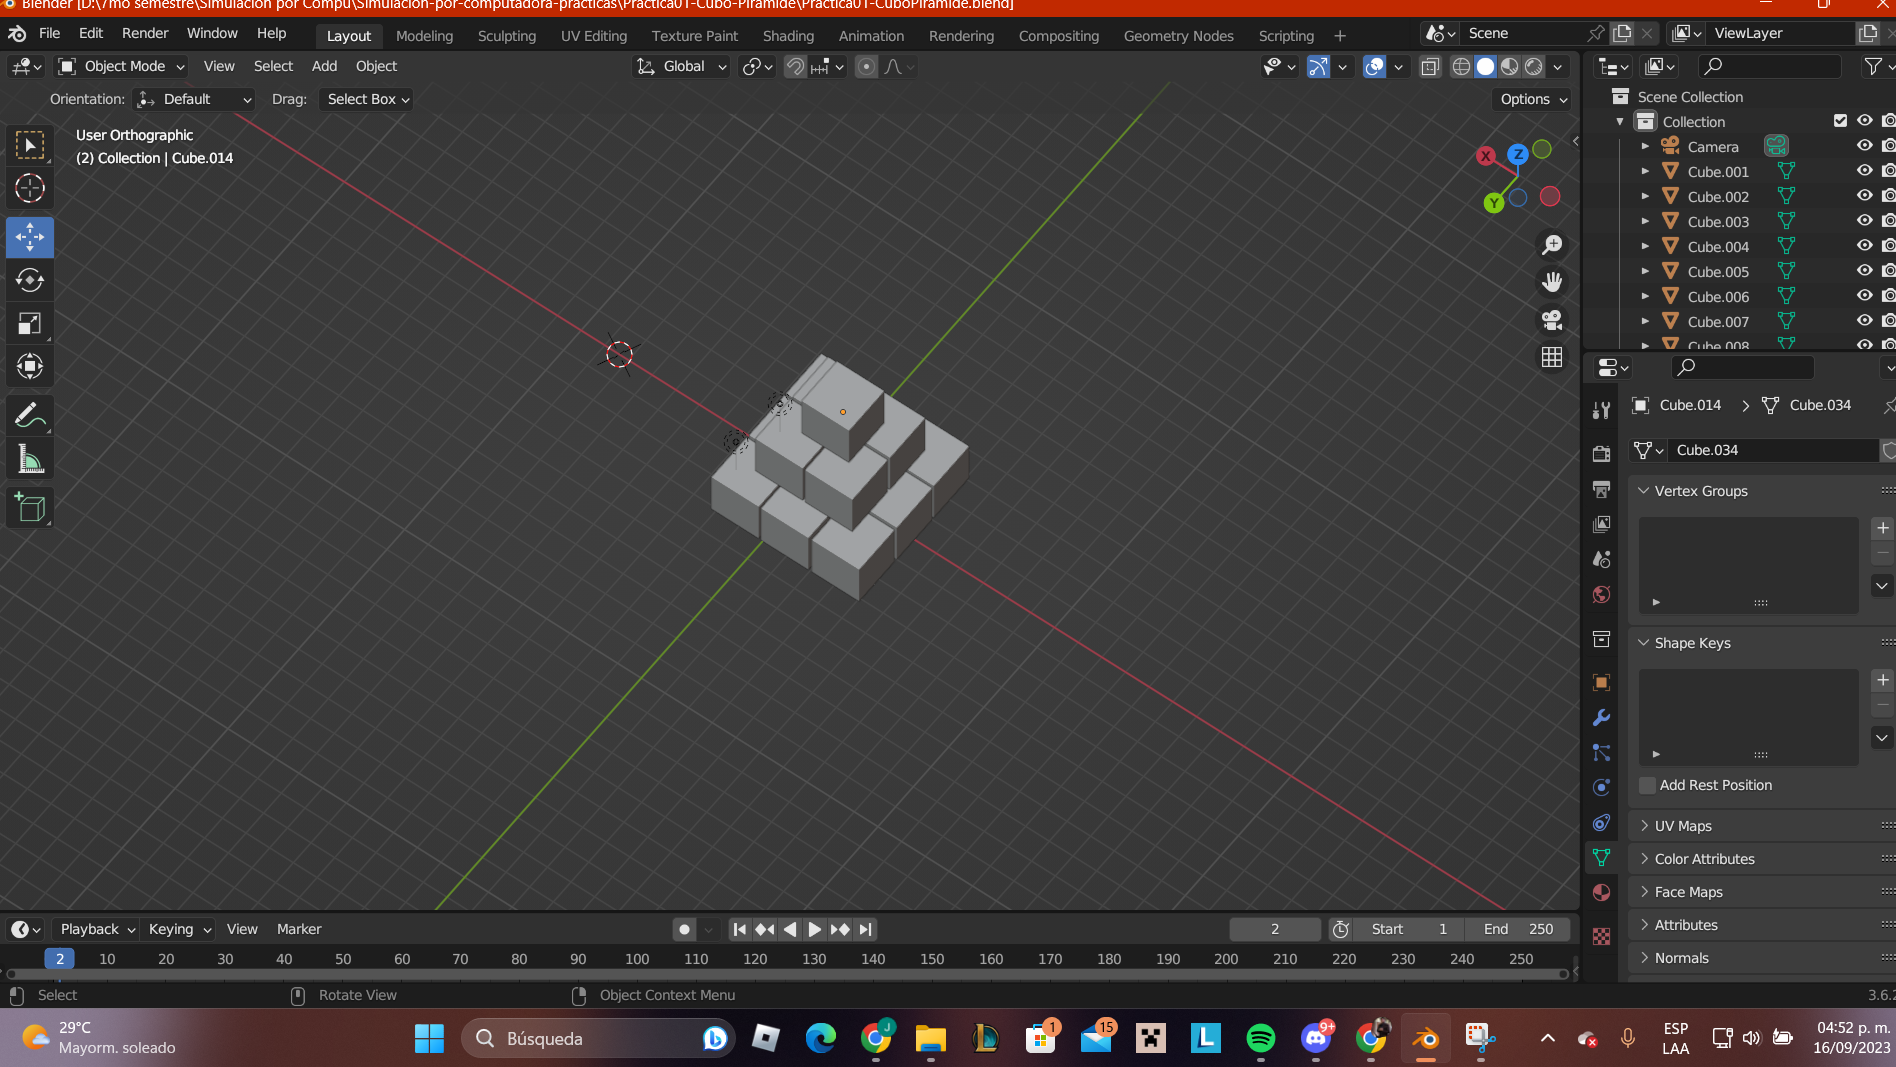 Blender [D:\7mo semestre\Simulacion por Compu\Simulacion-por-computadora-practicas\Practica01-Cubo-Piramide\Practica01-CuboPiramide.blend]
File Edit Render Window Help Layout Modeling Sculpting UV Editing Texture Paint Shading Animation Rendering Compositing Geometry Nodes Scripting + Scene ViewLayer
Object Mode View Select Add Object Global
Orientation: Default Drag: Select Box Options
User Orthographic
(2) Collection | Cube.014
X Z Y
Scene Collection
Collection
Camera
Cube.001
Cube.002
Cube.003
Cube.004
Cube.005
Cube.006
Cube.007
Cube.008
Cube.014 > Cube.034
Cube.034
Vertex Groups
Shape Keys
Add Rest Position
UV Maps
Color Attributes
Face Maps
Attributes
Normals
Playback Keying View Marker 2 Start 1 End 250
2 10 20 30 40 50 60 70 80 90 100 110 120 130 140 150 160 170 180 190 200 210 220 230 240 250
Select Rotate View Object Context Menu 3.6.2
29°C
Mayorm. soleado
Búsqueda
J
1
15
L
9+
ESP
LAA
04:52 p. m.
16/09/2023